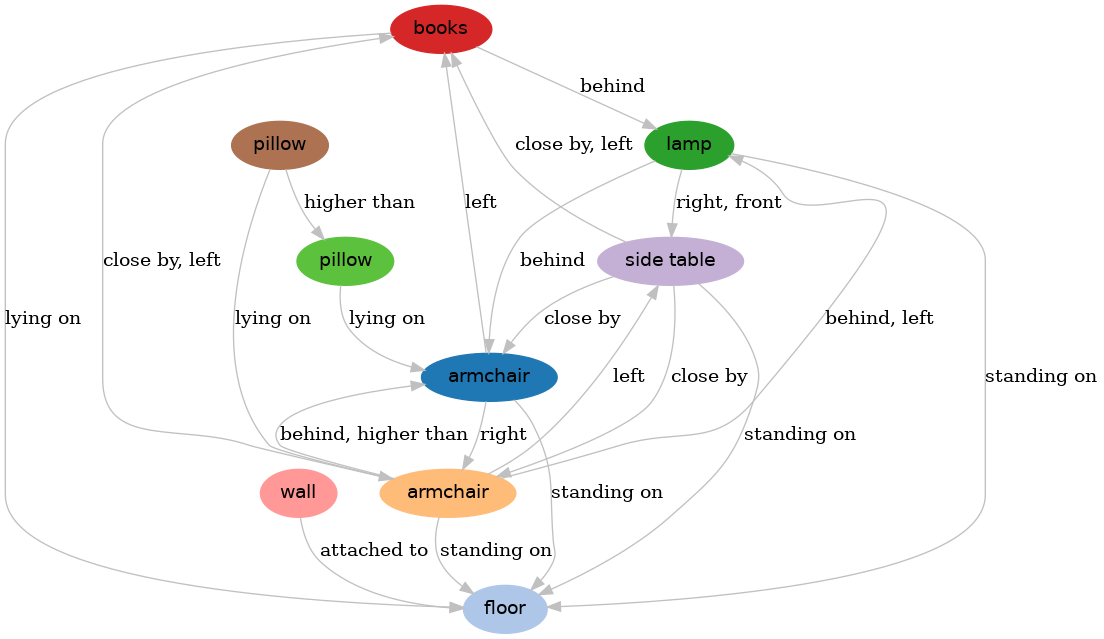 books
behind
pillow
close by, left
lamp
higher than
left
right, front
close by, left
pillow
behind
side table
lying on
lying on
lying on
close by
behind, left
armchair
left
close by
standing on
behind, higher than
right
standing on
wall
armchair
standing on
attached to
standing on
floor